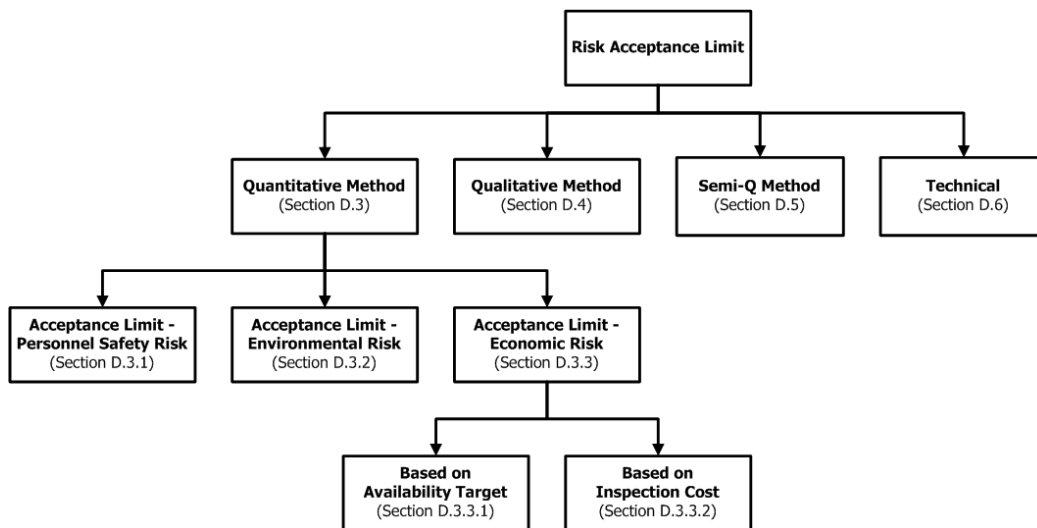 Risk Acceptance Limit
Quantitative Method
(Section D.3)
Qualitative Method
(Section D.4)
Semi-Q Method
(Section D.5)
Technical
(Section D.6)
Acceptance Limit -
Personnel Safety Risk
(Section D.3.1)
Acceptance Limit -
Environmental Risk
(Section D.3.2)
Acceptance Limit -
Economic Risk
(Section D.3.3)
Based on
Availability Target
(Section D.3.3.1)
Based on
Inspection Cost
(Section D.3.3.2)